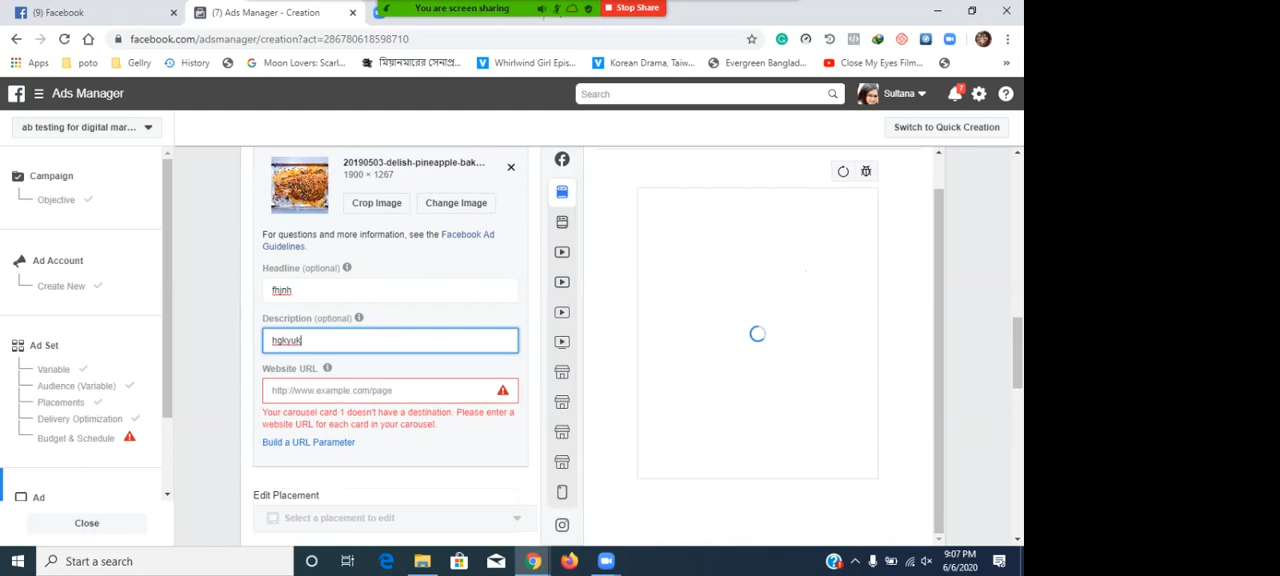 (9) Facebook
(7) Ads Manager - Creation
You are screen sharing
Stop Share
facebook.com/adsmanager/creation?act=286780618598710
Apps
poto
Gellry
History
Moon Lovers: Scarl...
মিয়ানমারের সেনাপ্র...
Whirlwind Girl Epis...
Korean Drama, Taiw...
Evergreen Banglad...
Close My Eyes Film...
Ads Manager
Search
Sultana
7
ab testing for digital mar...
Switch to Quick Creation
Campaign
Objective
Ad Account
Create New
Ad Set
Variable
Audience (Variable)
Placements
Delivery Optimization
Budget & Schedule
Ad
Close
20190503-delish-pineapple-bak...
1900 × 1267
Crop Image
Change Image
For questions and more information, see the Facebook Ad
Guidelines.
Headline (optional)
fhjnh
Description (optional)
hgkyuk
Website URL
http://www.example.com/page
Your carousel card 1 doesn't have a destination. Please enter a
website URL for each card in your carousel.
Build a URL Parameter
Edit Placement
Select a placement to edit
Start a search
9:07 PM
6/6/2020